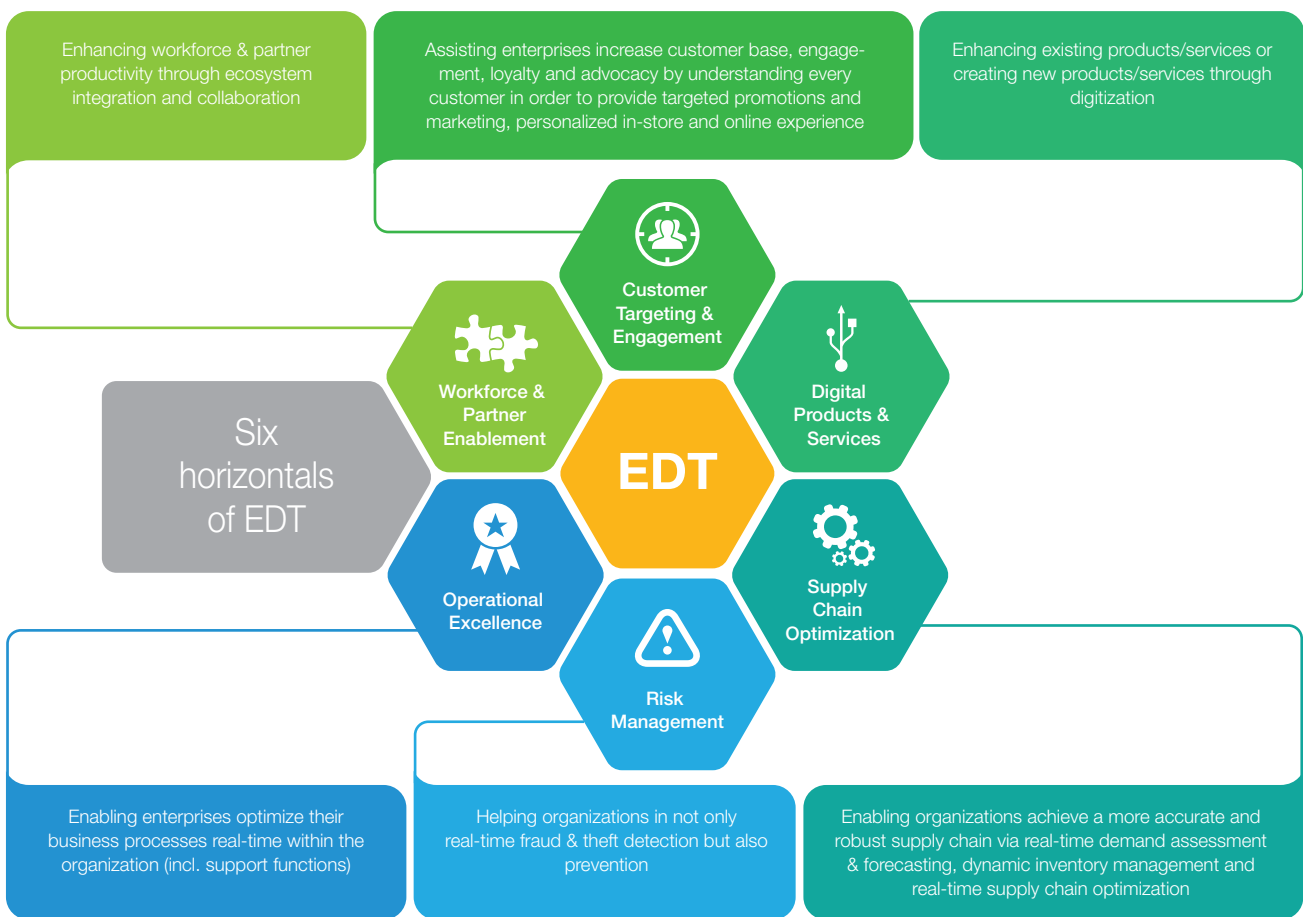 Enhancing workforce & partner
productivity through ecosystem
integration and collaboration
Assisting enterprises increase customer base, engage-
ment, loyalty and advocacy by understanding every
customer in order to provide targeted promotions and
marketing, personalized in-store and online experience
Enhancing existing products/services or
creating new products/services through
digitization
Customer
Targeting &
Engagement
Workforce &
Partner
Enablement
Digital
Products &
Services
Six
horizontals
of EDT
EDT
Operational
Excellence
Supply
Chain
Optimization
Risk
Management
Enabling enterprises optimize their
business processes real-time within the
organization (incl. support functions)
Helping organizations in not only
real-time fraud & theft detection but also
prevention
Enabling organizations achieve a more accurate and
robust supply chain via real-time demand assessment
& forecasting, dynamic inventory management and
real-time supply chain optimization